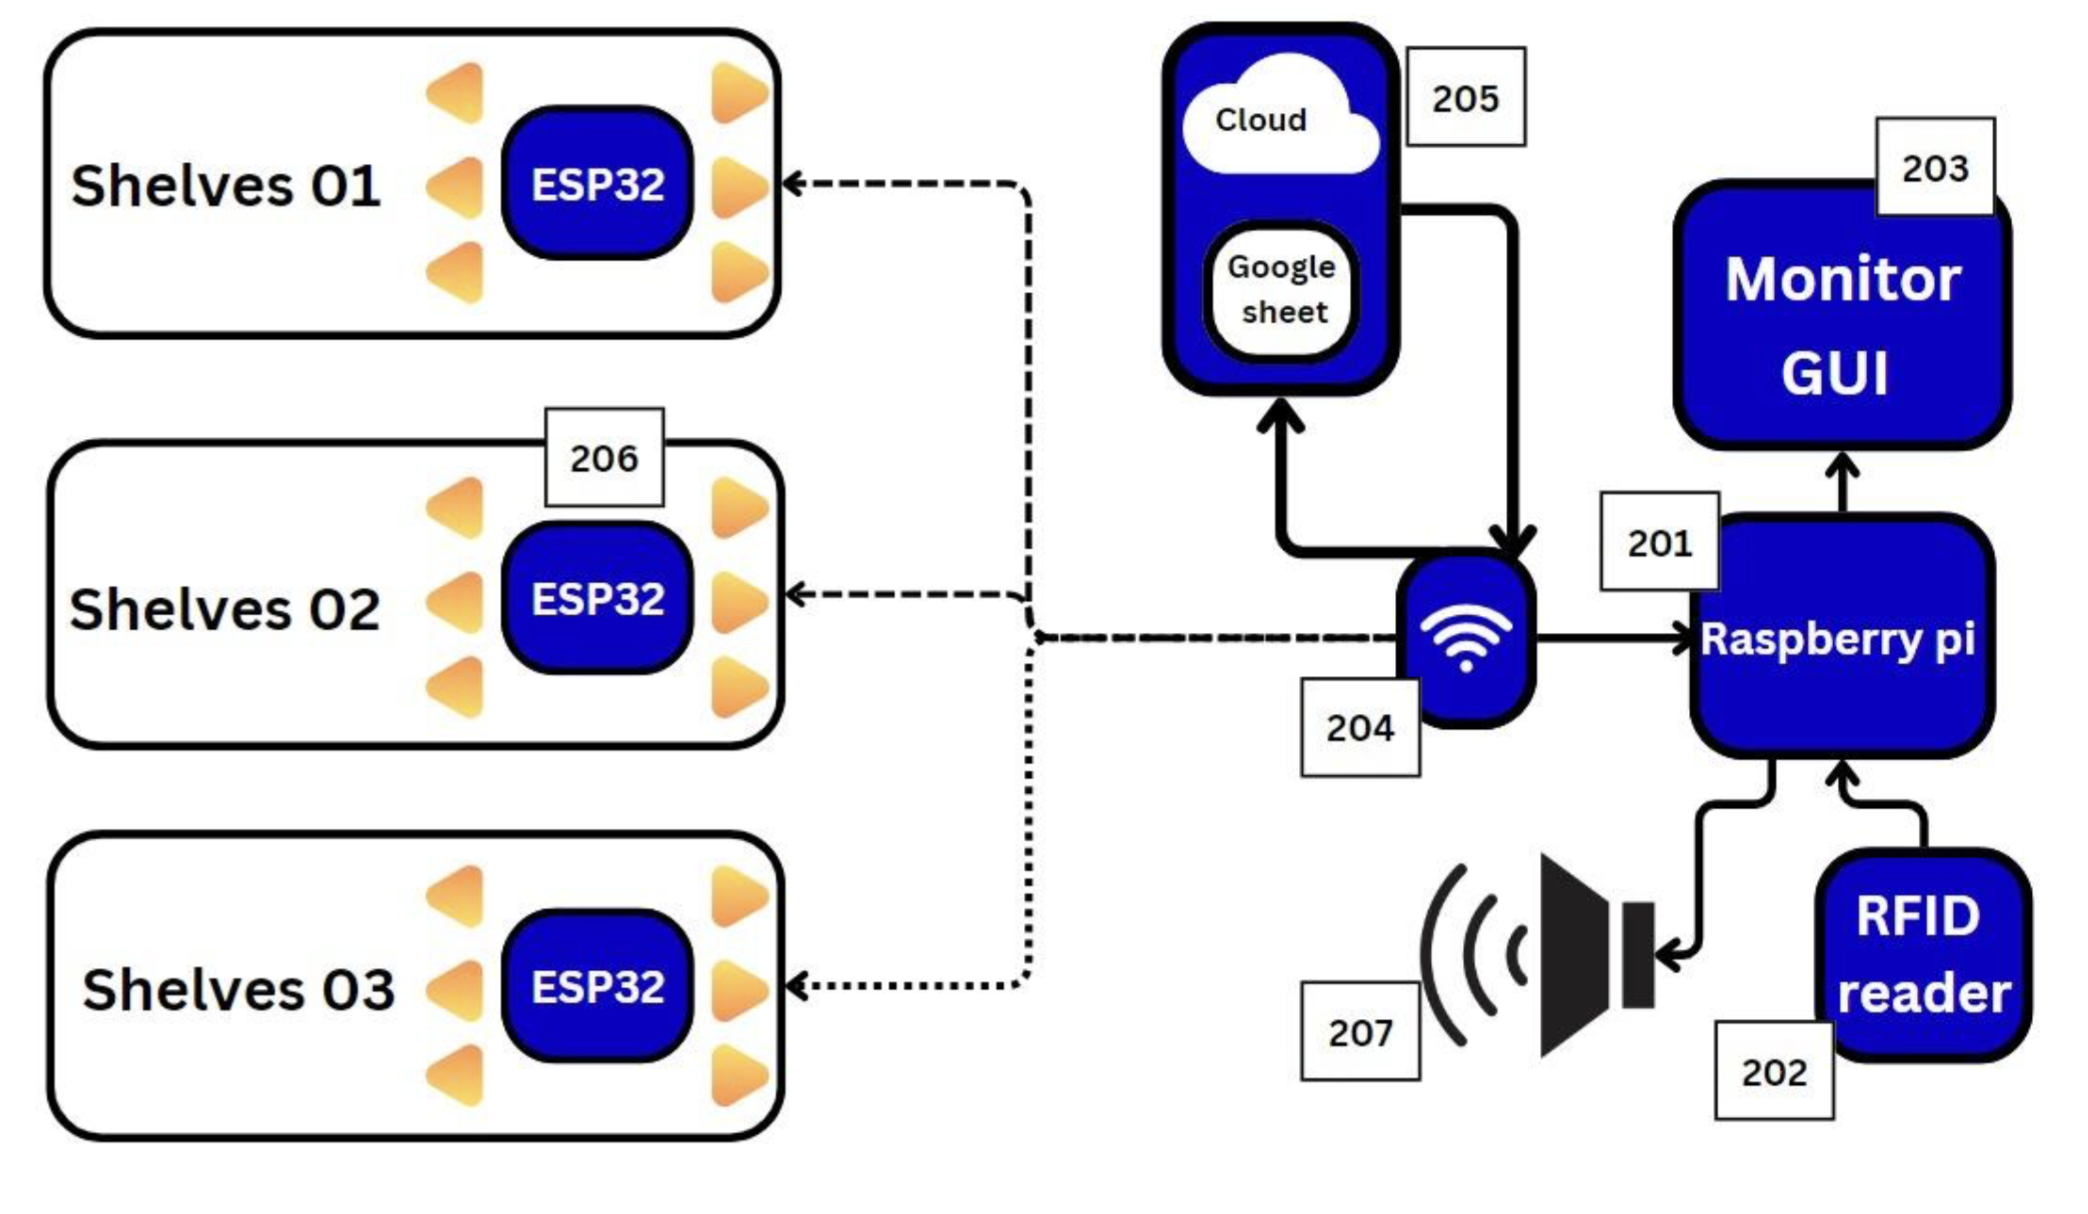 Shelves 01
ESP32
206
Shelves 02
ESP32
Shelves 03
ESP32
Cloud
Google
sheet
205
203
Monitor
GUI
201
Raspberry pi
204
207
RFID
reader
202